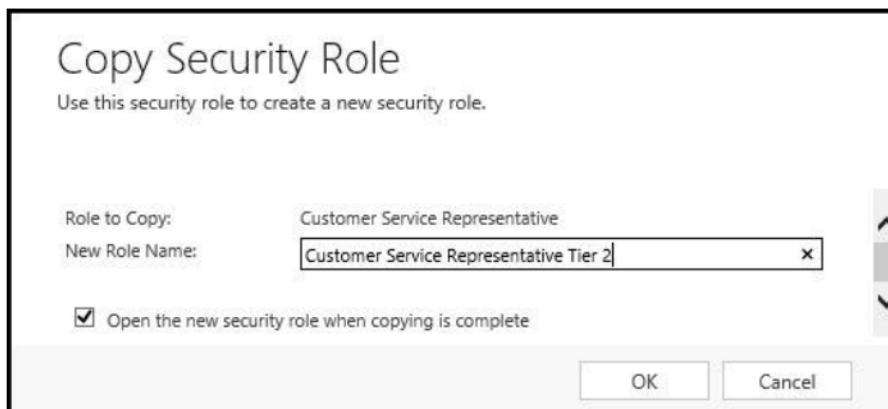 Copy Security Role
Use this security role to create a new security role.
Role to Copy: Customer Service Representative
New Role Name: Customer Service Representative Tier 2
Open the new security role when copying is complete
OK Cancel